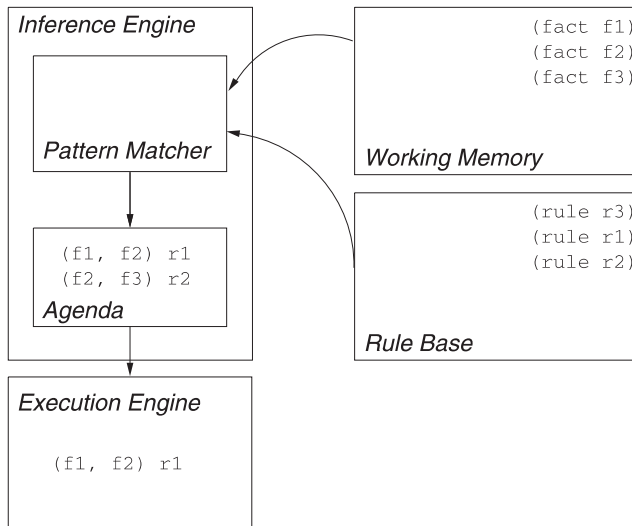 Inference Engine
Pattern Matcher
(f1, f2) r1
(f2, f3) r2
Agenda
Execution Engine
(f1, f2) r1
(fact f1)
(fact f2)
(fact f3)
Working Memory
(rule r3)
(rule r1)
(rule r2)
Rule Base